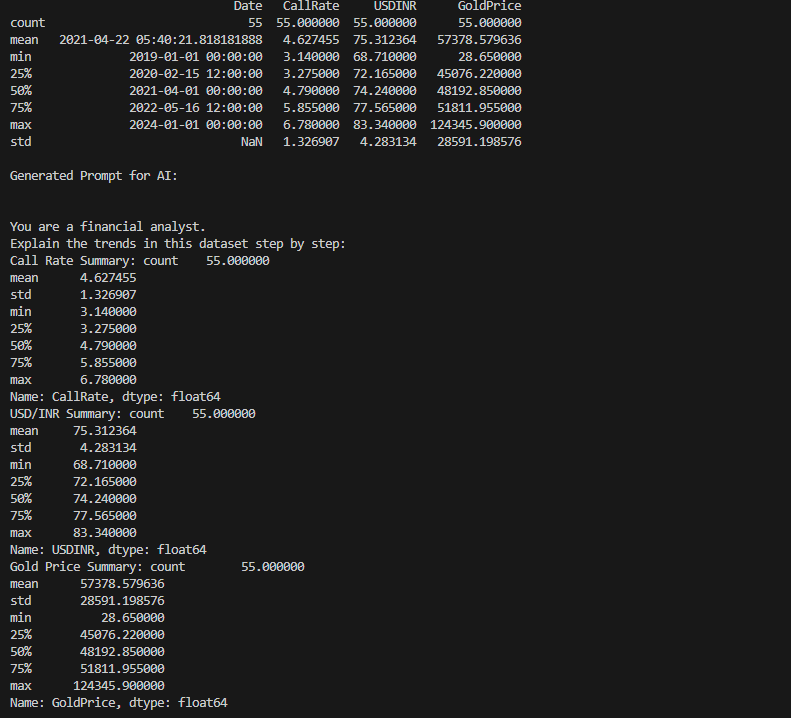 Date CallRate USDINR GoldPrice
count 55 55.000000 55.000000 55.000000
mean 2021-04-22 05:40:21.818181888 4.627455 75.312364 57378.579636
min 2019-01-01 00:00:00 3.140000 68.710000 28.650000
25% 2020-02-15 12:00:00 3.275000 72.165000 45076.220000
50% 2021-04-01 00:00:00 4.790000 74.240000 48192.850000
75% 2022-05-16 12:00:00 5.855000 77.565000 51811.955000
max 2024-01-01 00:00:00 6.780000 83.340000 124345.900000
std NaN 1.326907 4.283134 28591.198576
Generated Prompt for AI:
You are a financial analyst.
Explain the trends in this dataset step by step:
Call Rate Summary: count 55.000000
mean 4.627455
std 1.326907
min 3.140000
25% 3.275000
50% 4.790000
75% 5.855000
max 6.780000
Name: CallRate, dtype: float64
USD/INR Summary: count 55.000000
mean 75.312364
std 4.283134
min 68.710000
25% 72.165000
50% 74.240000
75% 77.565000
max 83.340000
Name: USDINR, dtype: float64
Gold Price Summary: count 55.000000
mean 57378.579636
std 28591.198576
min 28.650000
25% 45076.220000
50% 48192.850000
75% 51811.955000
max 124345.900000
Name: GoldPrice, dtype: float64